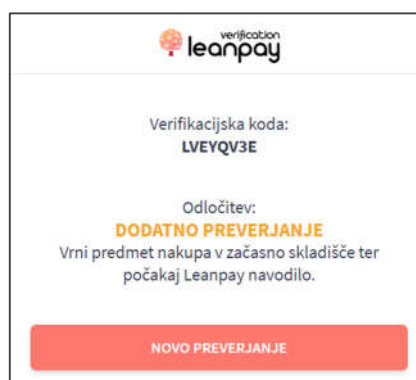 verification
leanpay
Verifikacijska koda:
LVEYQV3E
Odločitev:
DODATNO PREVERJANJE
Vrni predmet nakupa v začasno skladišče ter
počakaj Leanpay navodilo.
NOVO PREVERJANJE